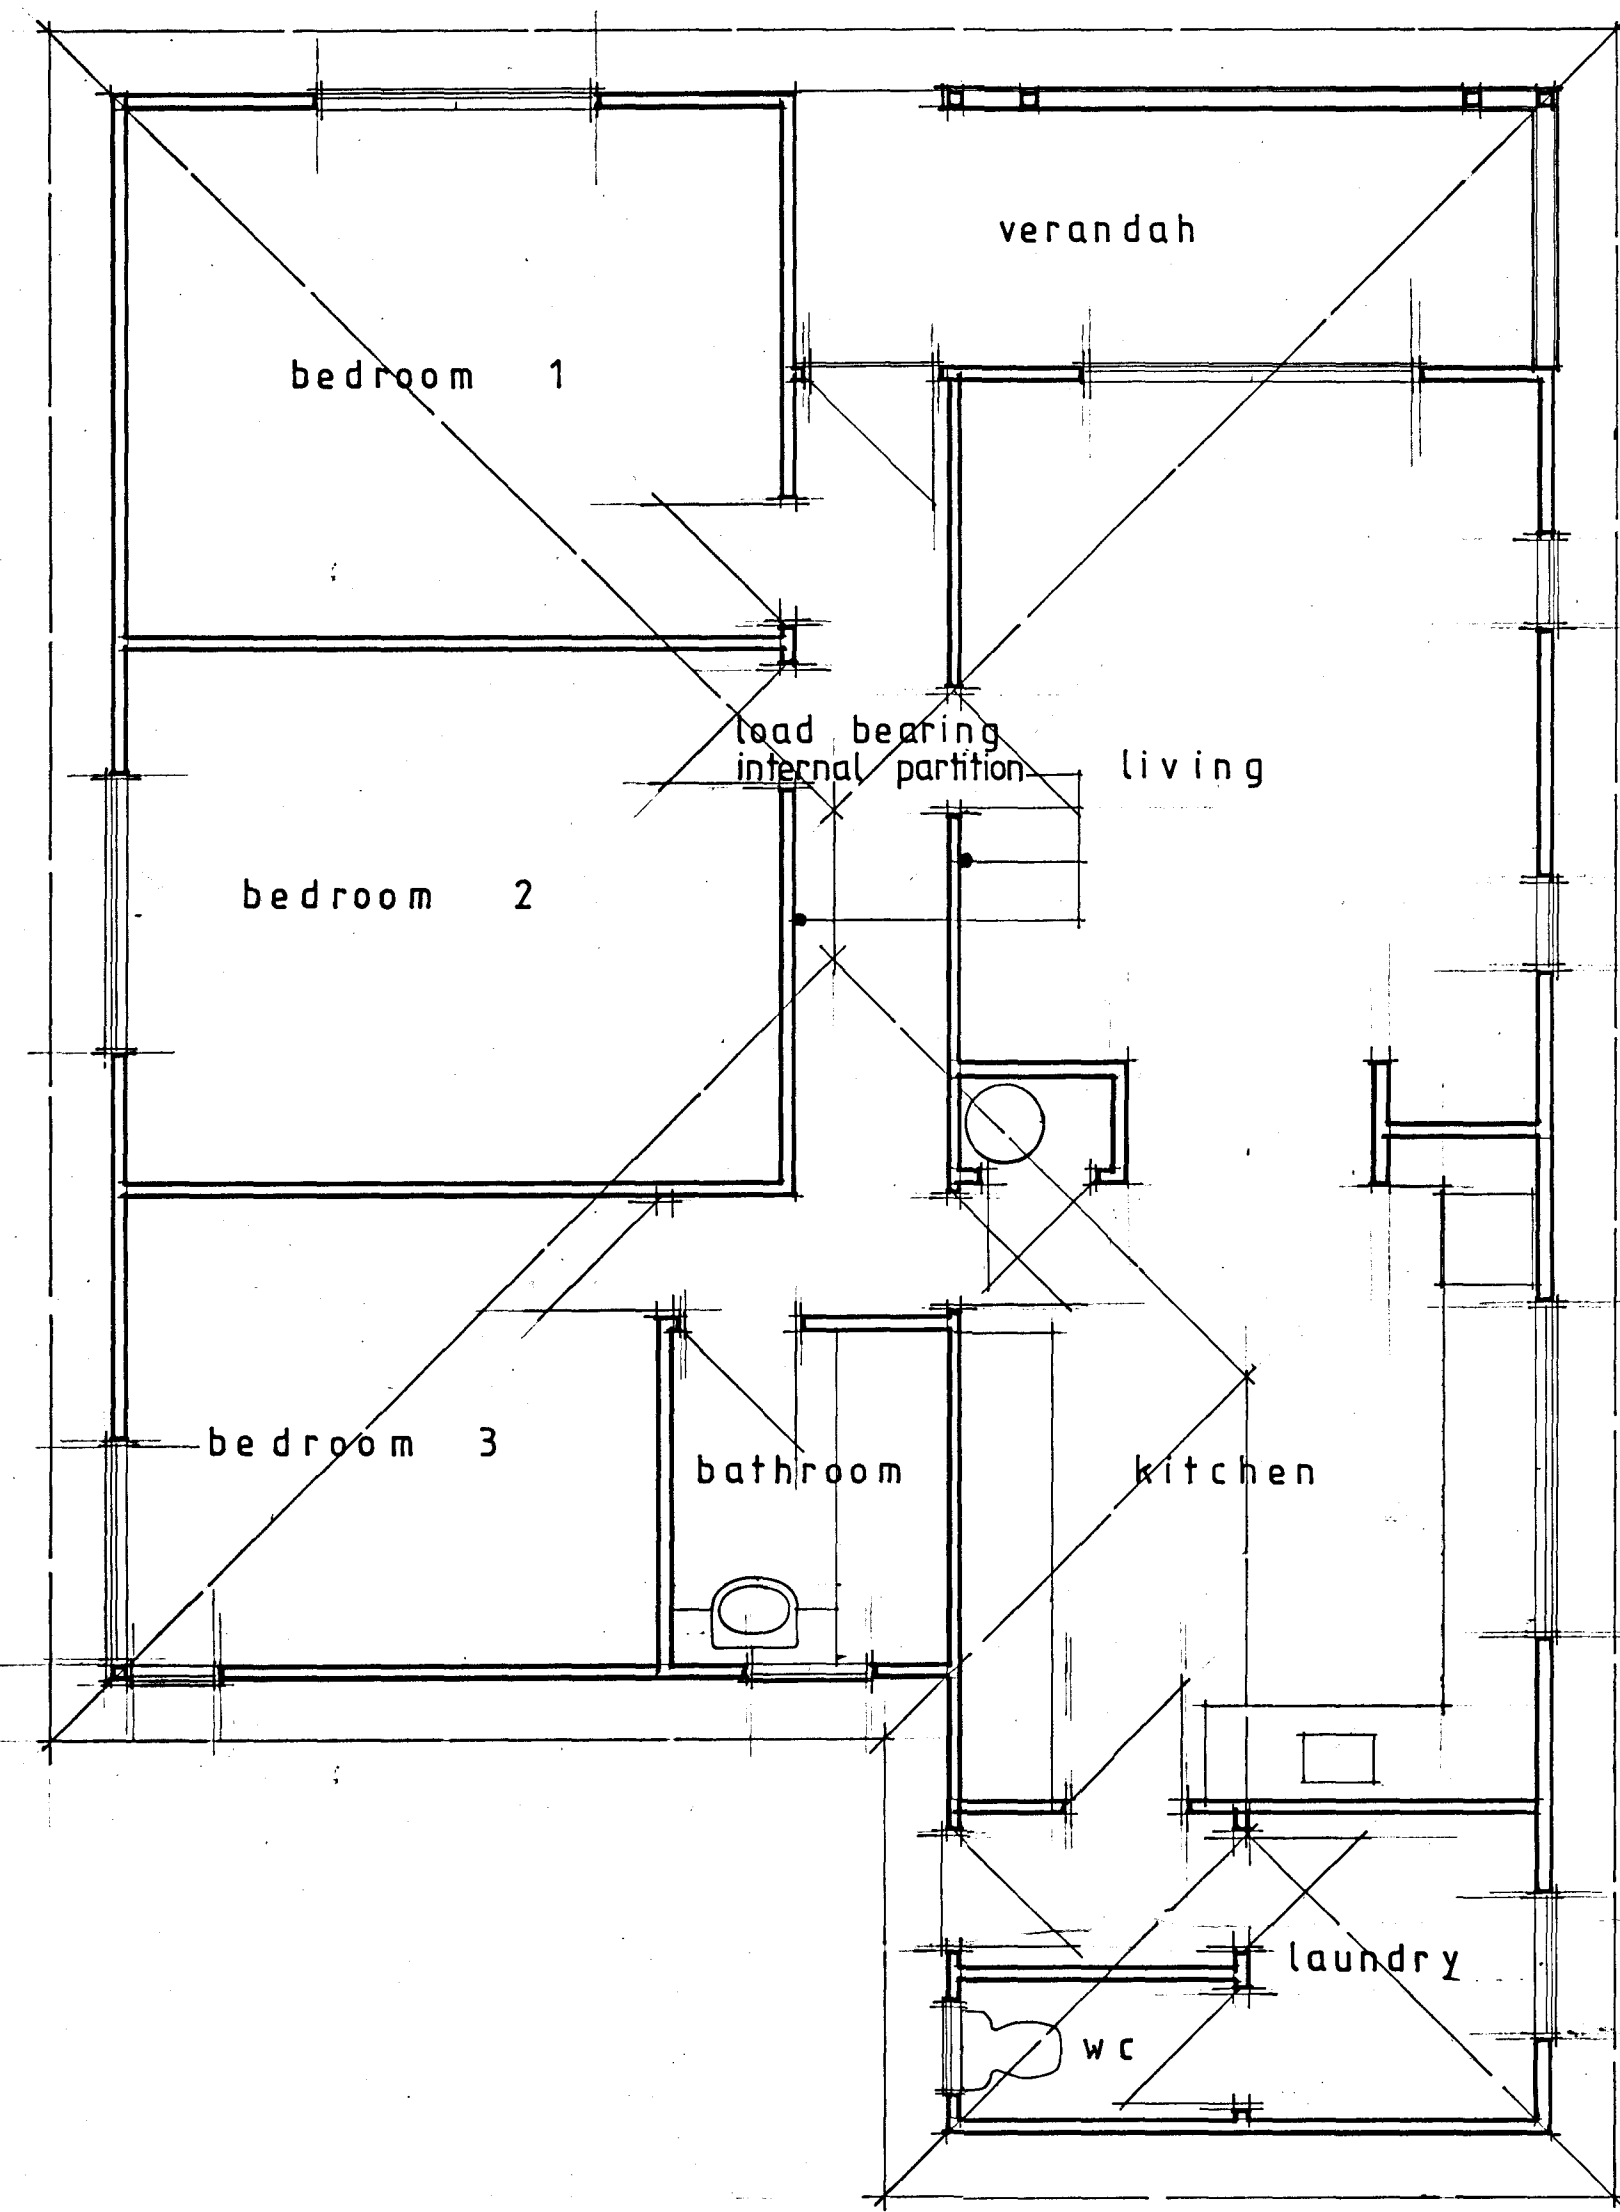 verandah
bedroom 1
load bearing
internal partition
living
bedroom 2
bedroom 3
bathroom
kitchen
laundry
wc